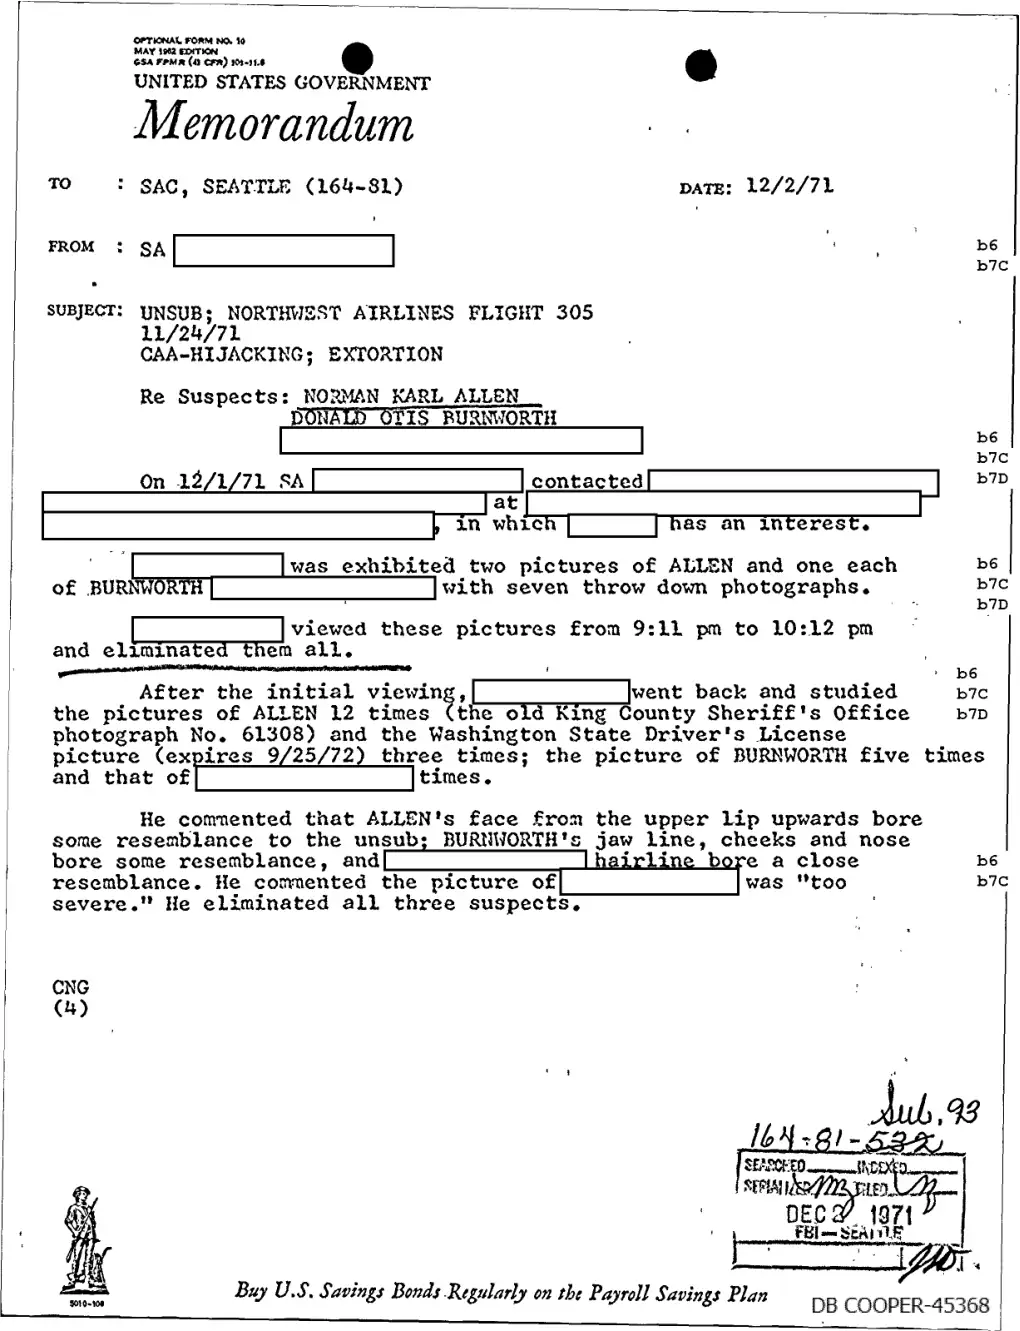 OPTIONAL FORM NO. 10
MAY 1962 EDITION
GSA FPMR (41 CFR) 101-11.6
UNITED STATES GOVERNMENT
Memorandum
TO : SAC, SEATTLE (164-81) DATE: 12/2/71
FROM : SA b6
b7C
SUBJECT: UNSUB; NORTHWEST AIRLINES FLIGHT 305
11/24/71
CAA-HIJACKING; EXTORTION
Re Suspects: NORMAN KARL ALLEN
DONALD OTIS BURNWORTH
b6
b7C
On 12/1/71 SA contacted b7D
at
, in which has an interest.
was exhibited two pictures of ALLEN and one each b6
of BURNWORTH with seven throw down photographs. b7C
b7D
viewed these pictures from 9:11 pm to 10:12 pm
and eliminated them all.
b6
After the initial viewing, went back and studied b7C
the pictures of ALLEN 12 times (the old King County Sheriff's Office b7D
photograph No. 61308) and the Washington State Driver's License
picture (expires 9/25/72) three times; the picture of BURNWORTH five times
and that of times.
He commented that ALLEN's face from the upper lip upwards bore
some resemblance to the unsub; BURNWORTH's jaw line, cheeks and nose
bore some resemblance, and hairline bore a close b6
resemblance. He commented the picture of was "too b7C
severe." He eliminated all three suspects.
CNG
(4)
Sub. 93
164-81-532
SEARCHED INDEXED
SERIALIZED FILED
DEC 2 1971
FBI—SEATTLE
5010-108
Buy U.S. Savings Bonds Regularly on the Payroll Savings Plan
DB COOPER-45368